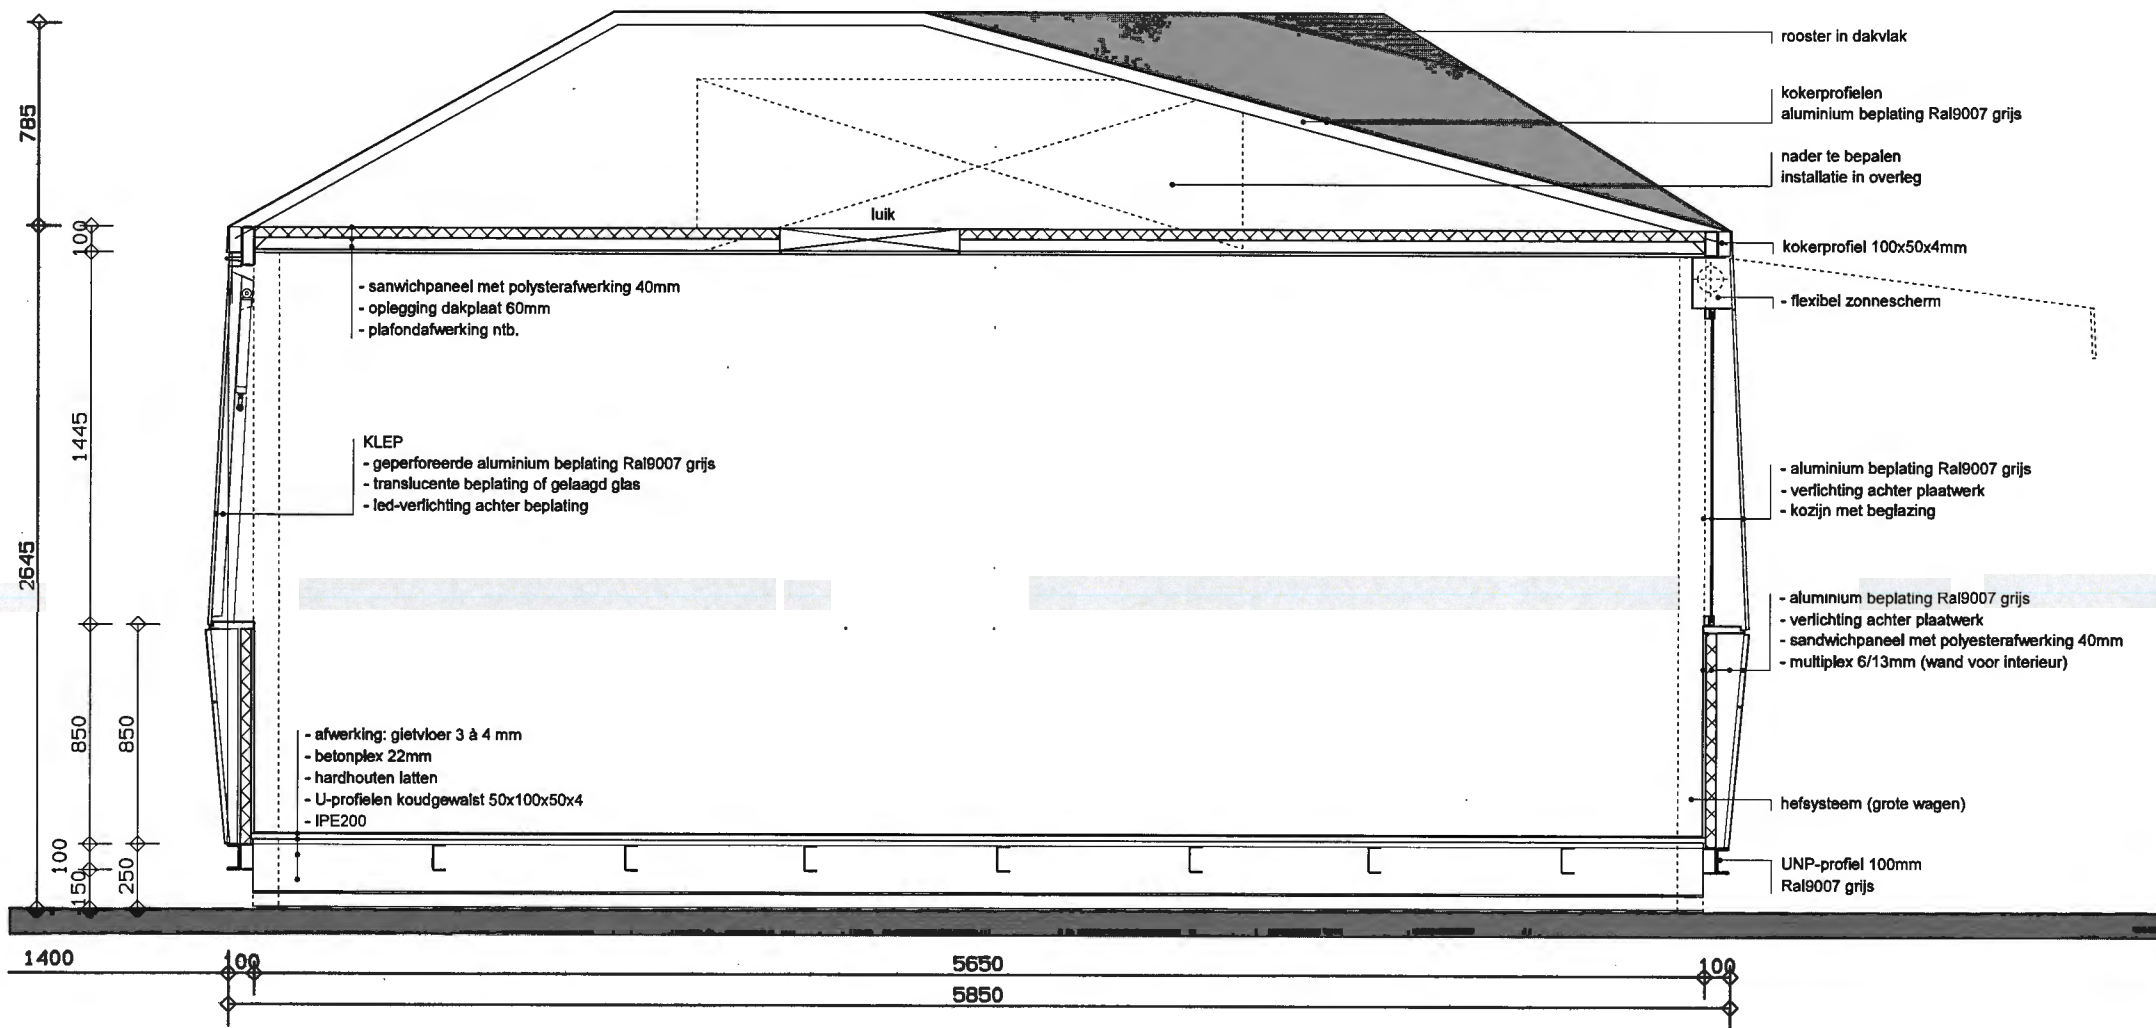 rooster in dakvlak
kokerprofielen
aluminium beplating Ral9007 grijs
nader te bepalen
installatie in overleg
785
100
luik
kokerprofiel 100x50x4mm
- sanwichpaneel met polysterafwerking 40mm
- oplegging dakplaat 60mm
- plafondafwerking ntb.
- flexibel zonnescherm
1445
KLEP
- geperforeerde aluminium beplating Ral9007 grijs
- translucente beplating of gelaagd glas
- led-verlichting achter beplating
- aluminium beplating Ral9007 grijs
- verlichting achter plaatwerk
- kozijn met beglazing
2645
- aluminium beplating Ral9007 grijs
- verlichting achter plaatwerk
- sandwichpaneel met polyesterafwerking 40mm
- multiplex 6/13mm (wand voor interieur)
850
850
- afwerking: gietvloer 3 à 4 mm
- betonplex 22mm
- hardhouten latten
- U-profielen koudgewalst 50x100x50x4
- IPE200
hefsysteem (grote wagen)
100
150
250
UNP-profiel 100mm
Ral9007 grijs
1400
100
5650
100
5850